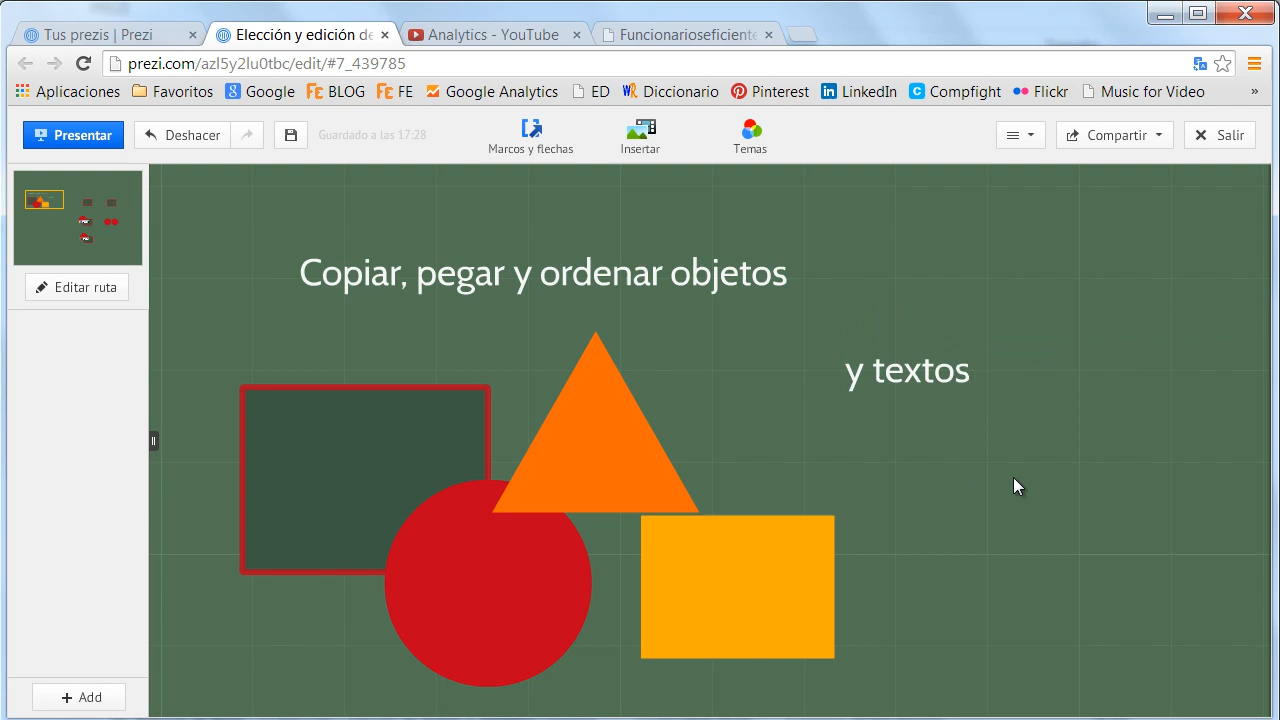 Tus prezis | Prezi
Elección y edición de
Analytics - YouTube
Funcionarioseficiente
prezi.com/azl5y2lu0tbc/edit/#7_439785
Aplicaciones Favoritos Google BLOG FE Google Analytics ED Diccionario Pinterest LinkedIn Compfight Flickr Music for Video »
Presentar Deshacer Guardado a las 17:28 Marcos y flechas Insertar Temas Compartir Salir
Editar ruta
Copiar, pegar y ordenar objetos
y textos
Add